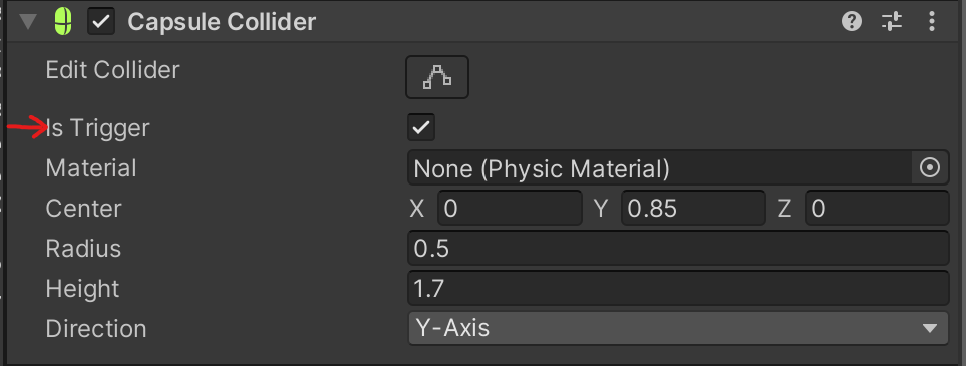 Capsule Collider
Edit Collider
Is Trigger
Material None (Physic Material)
Center X 0 Y 0.85 Z 0
Radius 0.5
Height 1.7
Direction Y-Axis